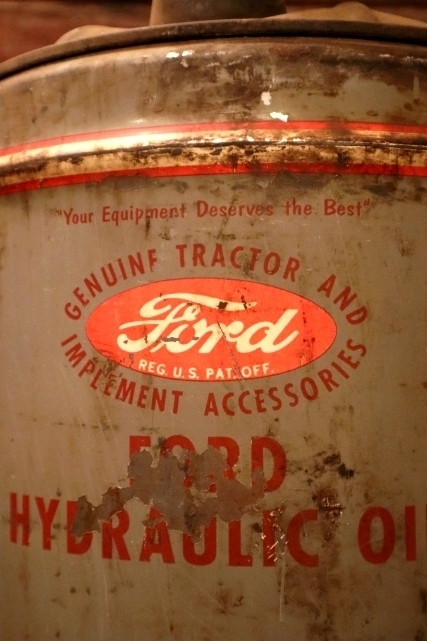 "Your Equipment Deserves the Best"
GENUINE TRACTOR AND
Ford
REG. U.S. PAT. OFF.
IMPLEMENT ACCESSORIES
FORD
HYDRAULIC OI